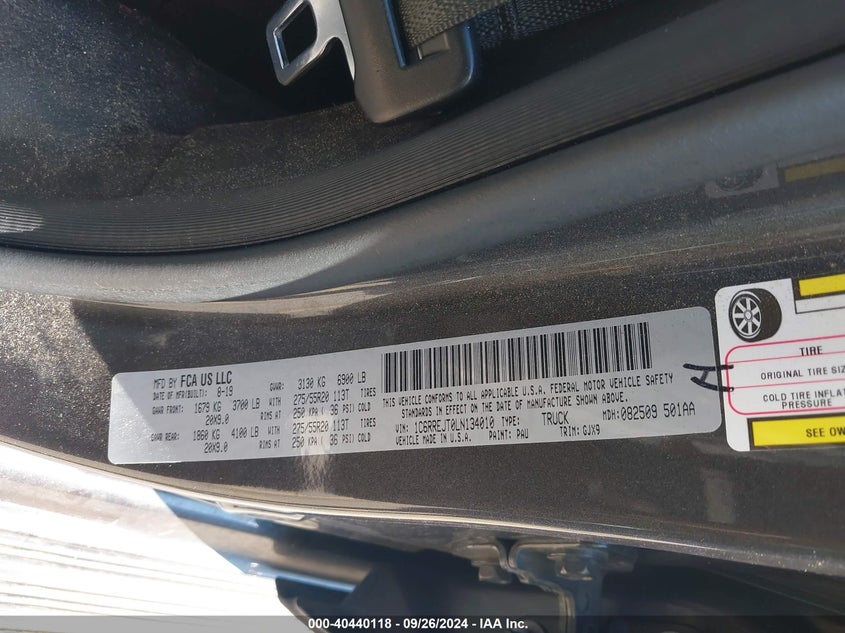 MFD BY FCA US LLC
DATE OF MFR(BUILT): 8-19 GVWR: 3130 KG 6900 LB
GAWR FRONT: 1679 KG 3700 LB WITH 275/55R20 113T TIRES
20X9.0 RIMS AT 250 KPA( 36 PSI) COLD
GAWR REAR: 1860 KG 4100 LB WITH 275/55R20 113T TIRES
20X9.0 RIMS AT 250 KPA( 36 PSI) COLD
THIS VEHICLE CONFORMS TO ALL APPLICABLE U.S.A. FEDERAL MOTOR VEHICLE SAFETY
STANDARDS IN EFFECT ON THE DATE OF MANUFACTURE SHOWN ABOVE.
VIN: 1C6RREJT0LN134010 TYPE: TRUCK MDH: 082509 501AA
PAINT: PAU TRIM: GJX9
TIRE
ORIGINAL TIRE SIZ
COLD TIRE INFLAT
PRESSURE
SEE OW
000-40440118 - 09/26/2024 - IAA Inc.